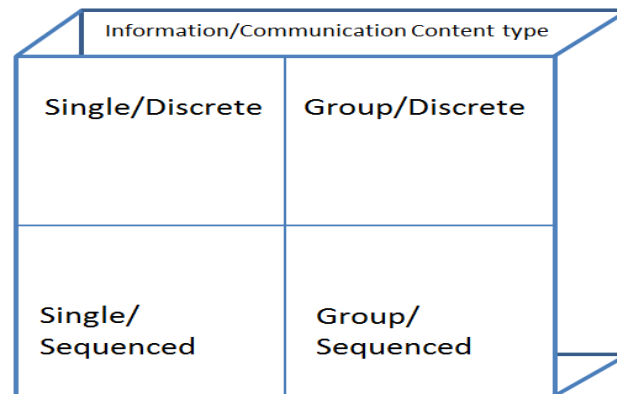 Information/Communication Content type
Single/Discrete
Group/Discrete
Single/
Sequenced
Group/
Sequenced